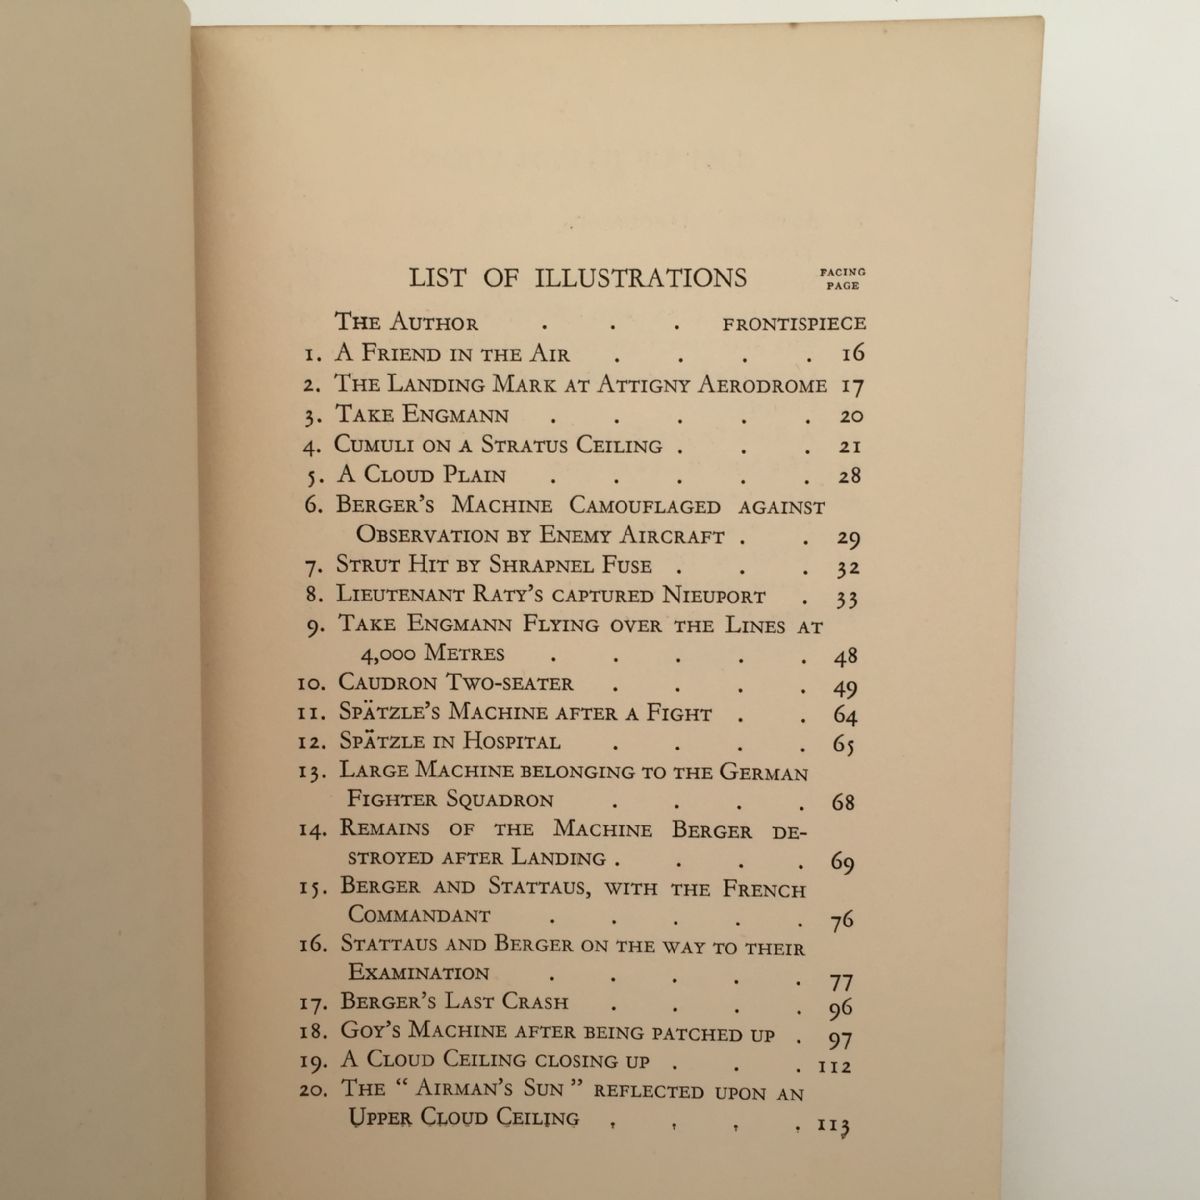 LIST OF ILLUSTRATIONS FACING
PAGE
THE AUTHOR . . . FRONTISPIECE
1. A FRIEND IN THE AIR . . . . 16
2. THE LANDING MARK AT ATTIGNY AERODROME 17
3. TAKE ENGMANN . . . . . 20
4. CUMULI ON A STRATUS CEILING . . . 21
5. A CLOUD PLAIN . . . . . 28
6. BERGER'S MACHINE CAMOUFLAGED AGAINST
OBSERVATION BY ENEMY AIRCRAFT . . 29
7. STRUT HIT BY SHRAPNEL FUSE . . . 32
8. LIEUTENANT RATY'S CAPTURED NIEUPORT . 33
9. TAKE ENGMANN FLYING OVER THE LINES AT
4,000 METRES . . . . . 48
10. CAUDRON TWO-SEATER . . . . 49
11. SPÄTZLE'S MACHINE AFTER A FIGHT . . 64
12. SPÄTZLE IN HOSPITAL . . . . 65
13. LARGE MACHINE BELONGING TO THE GERMAN
FIGHTER SQUADRON . . . . 68
14. REMAINS OF THE MACHINE BERGER DE-
STROYED AFTER LANDING . . . . 69
15. BERGER AND STATTAUS, WITH THE FRENCH
COMMANDANT . . . . . 76
16. STATTAUS AND BERGER ON THE WAY TO THEIR
EXAMINATION . . . . . 77
17. BERGER'S LAST CRASH . . . . 96
18. GOY'S MACHINE AFTER BEING PATCHED UP . 97
19. A CLOUD CEILING CLOSING UP . . . 112
20. THE "AIRMAN'S SUN" REFLECTED UPON AN
UPPER CLOUD CEILING . . . . 113